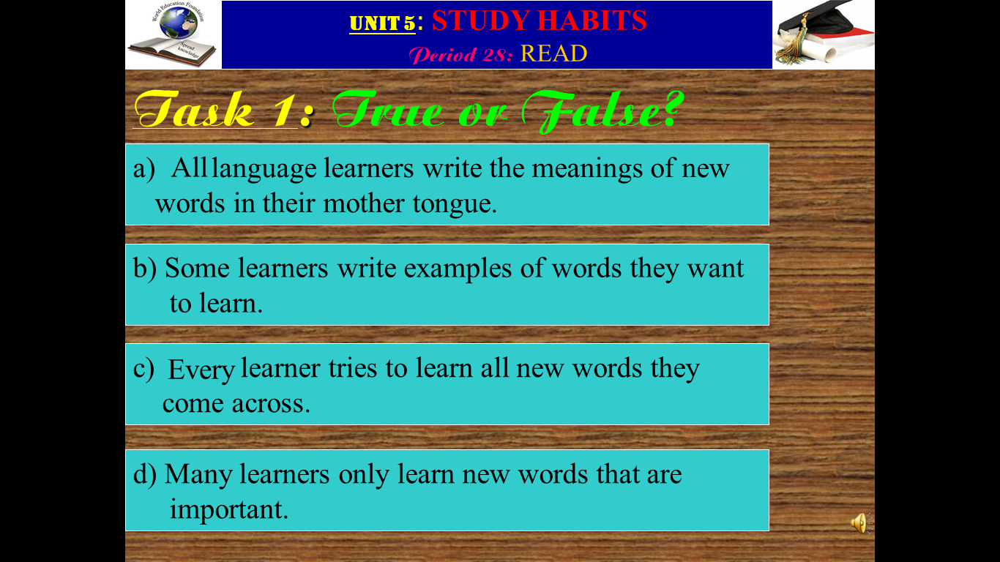 World Education Foundation
Spread
knowledge
UNIT 5: STUDY HABITS
Period 28: READ
Task 1: True or False?
a) All language learners write the meanings of new
words in their mother tongue.
b) Some learners write examples of words they want
to learn.
c) Every learner tries to learn all new words they
come across.
d) Many learners only learn new words that are
important.